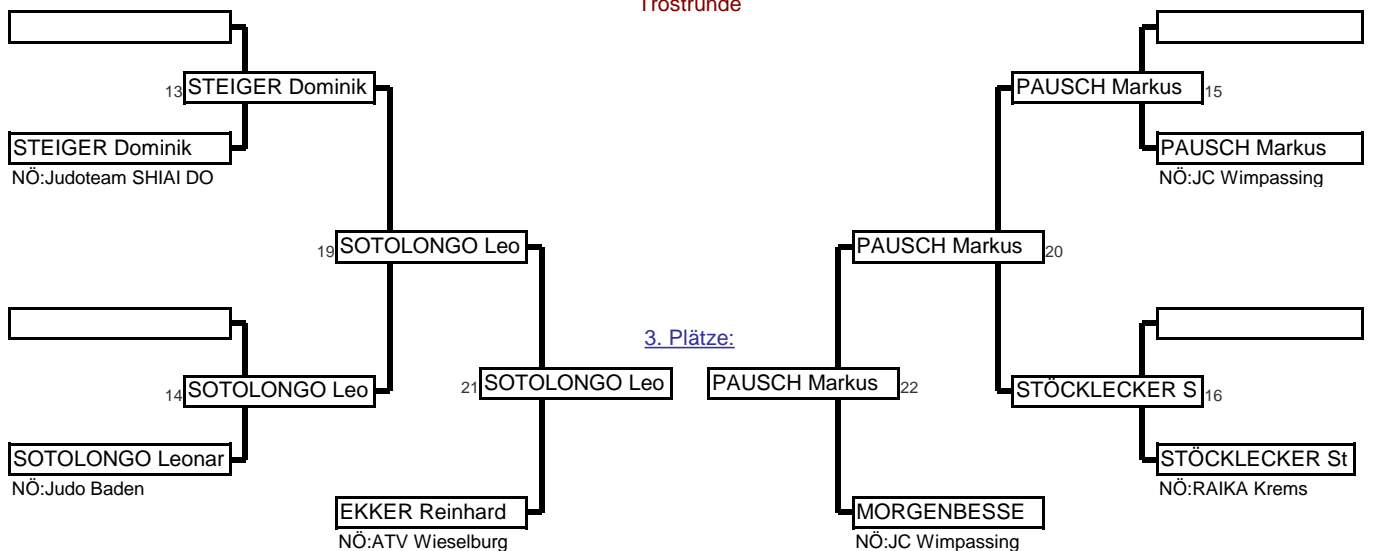 Trostrunde
13 STEIGER Dominik
PAUSCH Markus 15
STEIGER Dominik
NÖ:Judoteam SHIAI DO
PAUSCH Markus
NÖ:JC Wimpassing
19 SOTOLONGO Leo
PAUSCH Markus 20
3. Plätze:
14 SOTOLONGO Leo
21 SOTOLONGO Leo
PAUSCH Markus 22
STÖCKLECKER S 16
SOTOLONGO Leonar
NÖ:Judo Baden
STÖCKLECKER St
NÖ:RAIKA Krems
EKKER Reinhard
NÖ:ATV Wieselburg
MORGENBESSE
NÖ:JC Wimpassing